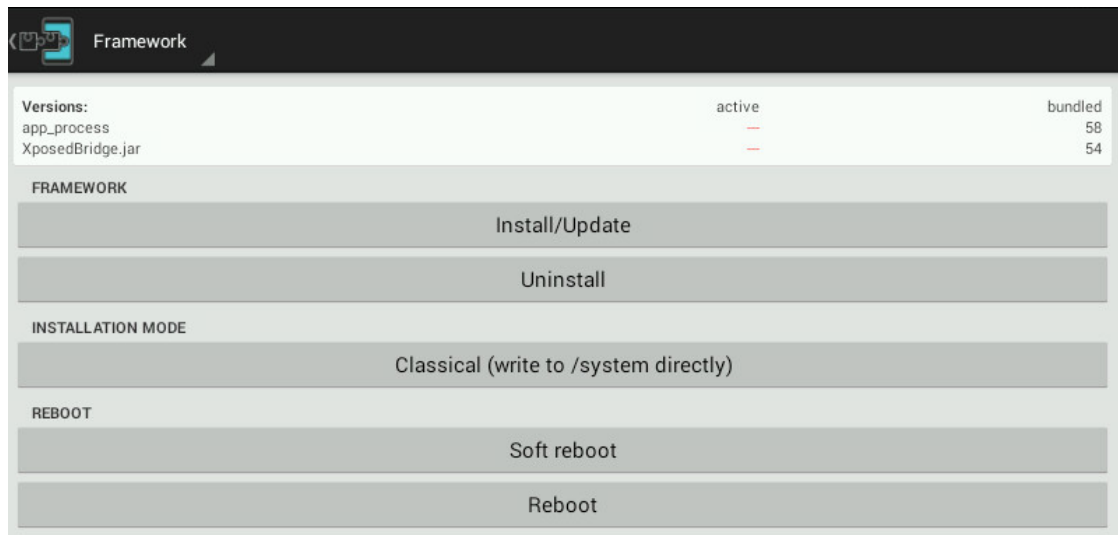 Framework
Versions: active bundled
app_process — 58
XposedBridge.jar — 54
FRAMEWORK
Install/Update
Uninstall
INSTALLATION MODE
Classical (write to /system directly)
REBOOT
Soft reboot
Reboot